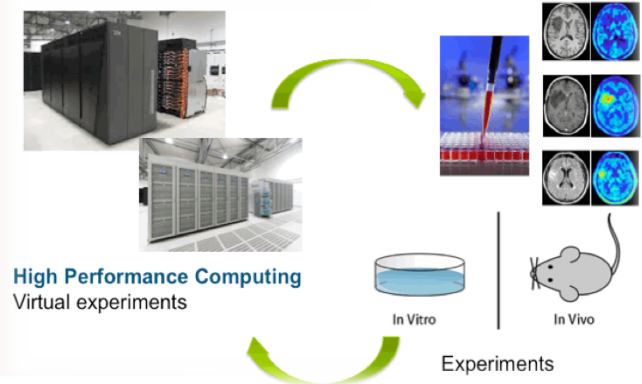 High Performance Computing
Virtual experiments
In Vitro
In Vivo
Experiments